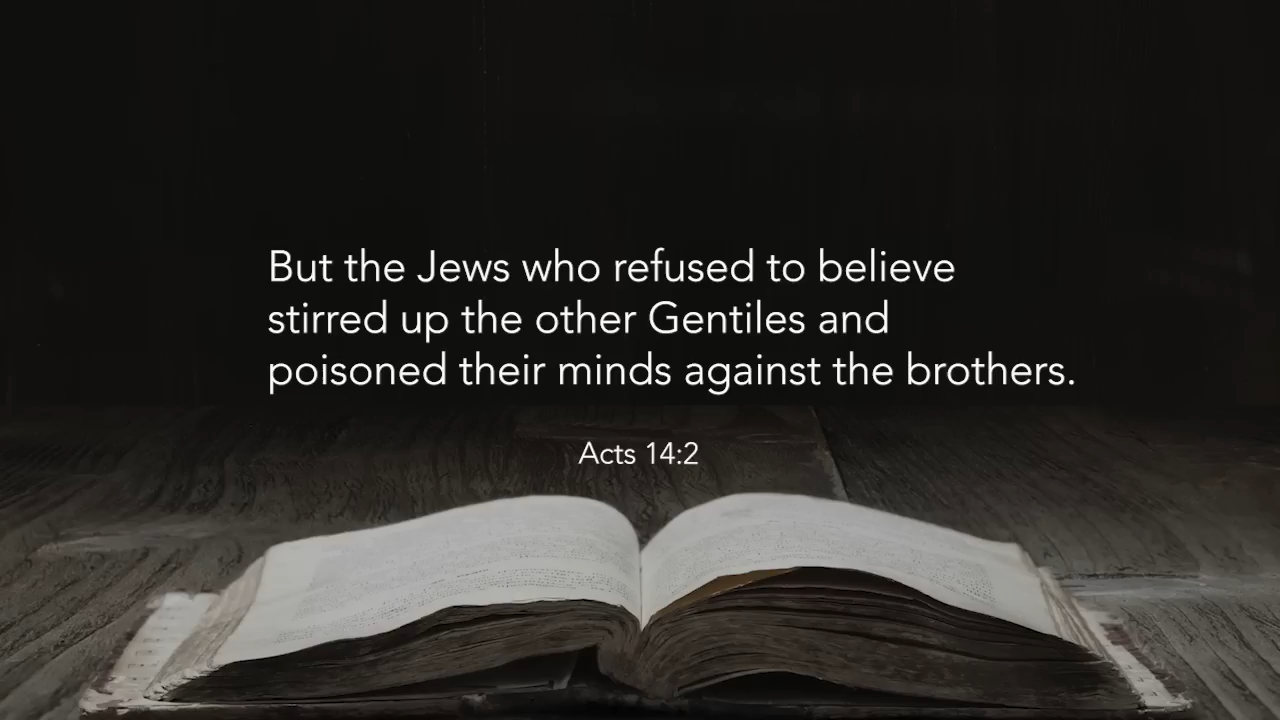 But the Jews who refused to believe
stirred up the other Gentiles and
poisoned their minds against the brothers.
Acts 14:2